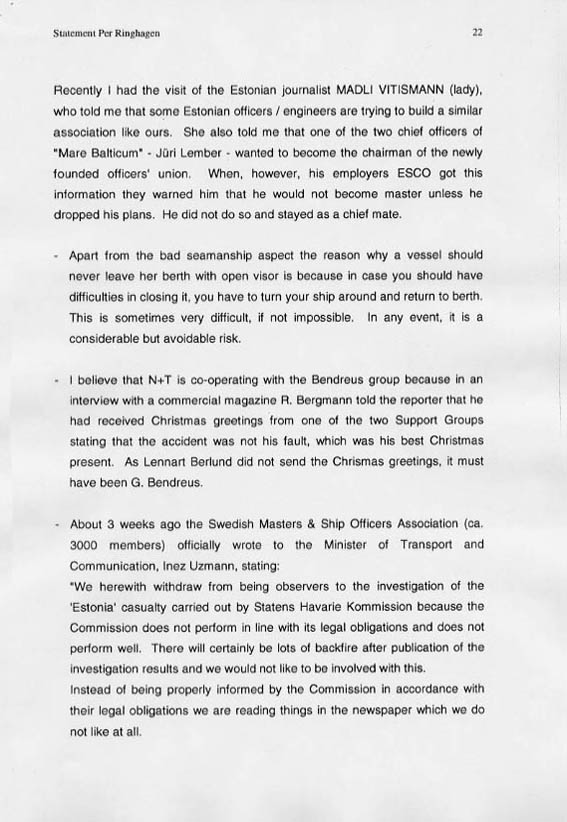 Statement Per Ringhagen 22
Recently I had the visit of the Estonian journalist MADLI VITISMANN (lady),
who told me that some Estonian officers / engineers are trying to build a similar
association like ours. She also told me that one of the two chief officers of
"Mare Balticum" - Jüri Lember - wanted to become the chairman of the newly
founded officers' union. When, however, his employers ESCO got this
information they warned him that he would not become master unless he
dropped his plans. He did not do so and stayed as a chief mate.
- Apart from the bad seamanship aspect the reason why a vessel should
never leave her berth with open visor is because in case you should have
difficulties in closing it, you have to turn your ship around and return to berth.
This is sometimes very difficult, if not impossible. In any event, it is a
considerable but avoidable risk.
- I believe that N+T is co-operating with the Bendreus group because in an
interview with a commercial magazine R. Bergmann told the reporter that he
had received Christmas greetings from one of the two Support Groups
stating that the accident was not his fault, which was his best Christmas
present. As Lennart Berlund did not send the Chrismas greetings, it must
have been G. Bendreus.
- About 3 weeks ago the Swedish Masters & Ship Officers Association (ca.
3000 members) officially wrote to the Minister of Transport and
Communication, Inez Uzmann, stating:
"We herewith withdraw from being observers to the investigation of the
'Estonia' casualty carried out by Statens Havarie Kommission because the
Commission does not perform in line with its legal obligations and does not
perform well. There will certainly be lots of backfire after publication of the
investigation results and we would not like to be involved with this.
Instead of being properly informed by the Commission in accordance with
their legal obligations we are reading things in the newspaper which we do
not like at all.